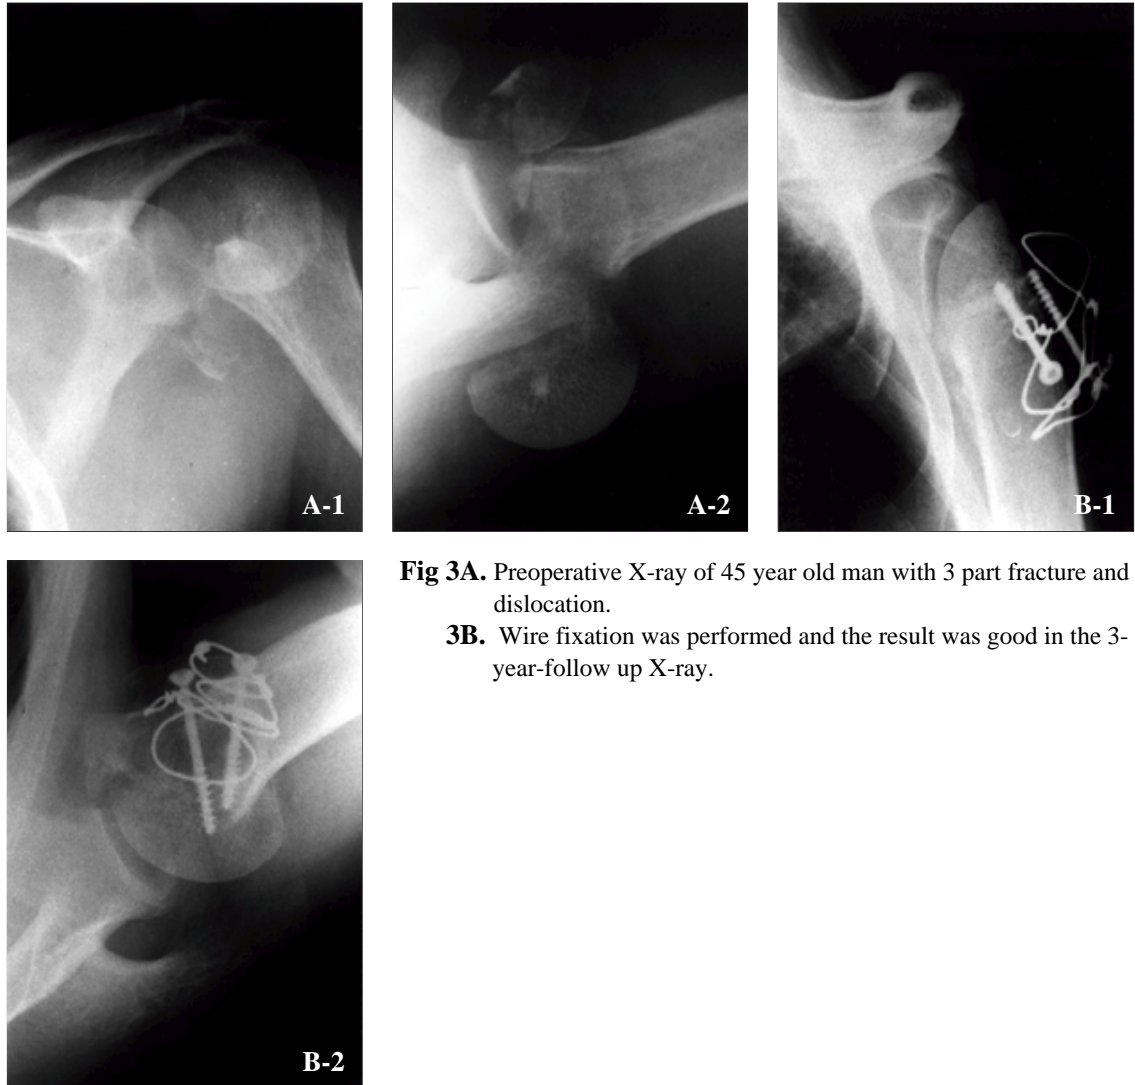 A-1
A-2
B-1
Fig 3A. Preoperative X-ray of 45 year old man with 3 part fracture and
dislocation.
3B. Wire fixation was performed and the result was good in the 3-
year-follow up X-ray.
B-2